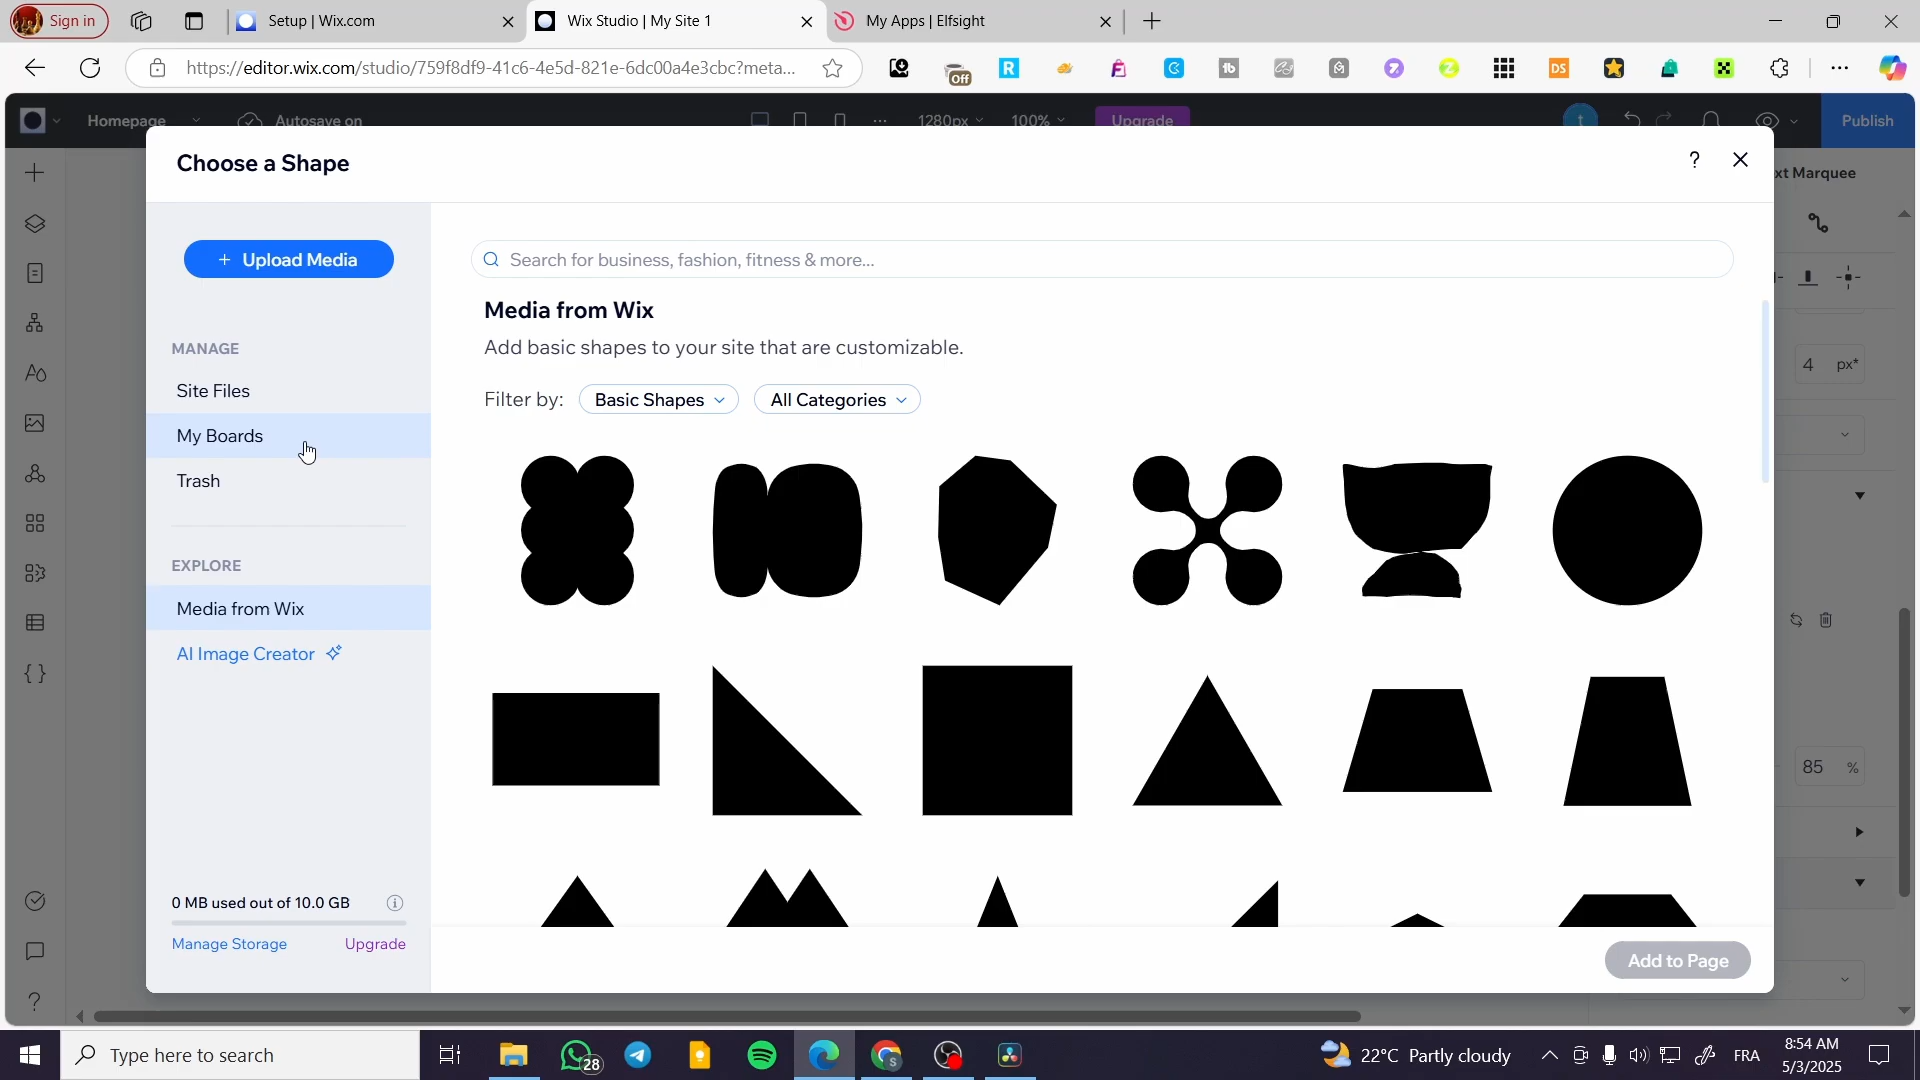 Sign in
Setup | Wix.com
Wix Studio | My Site 1
My Apps | Elfsight
https://editor.wix.com/studio/759f8df9-41c6-4e5d-821e-6dc00a4e3cbc?meta...
Off
Homepage
Autosave on
1280px
100%
Upgrade
Publish
Choose a Shape
?
xt Marquee
+ Upload Media
Search for business, fashion, fitness & more...
Media from Wix
Add basic shapes to your site that are customizable.
MANAGE
4 px*
Site Files
Filter by: Basic Shapes All Categories
My Boards
Trash
EXPLORE
Media from Wix
AI Image Creator
85 %
0 MB used out of 10.0 GB
Manage Storage Upgrade
Add to Page
Type here to search
28
22°C Partly cloudy
FRA
8:54 AM
5/3/2025